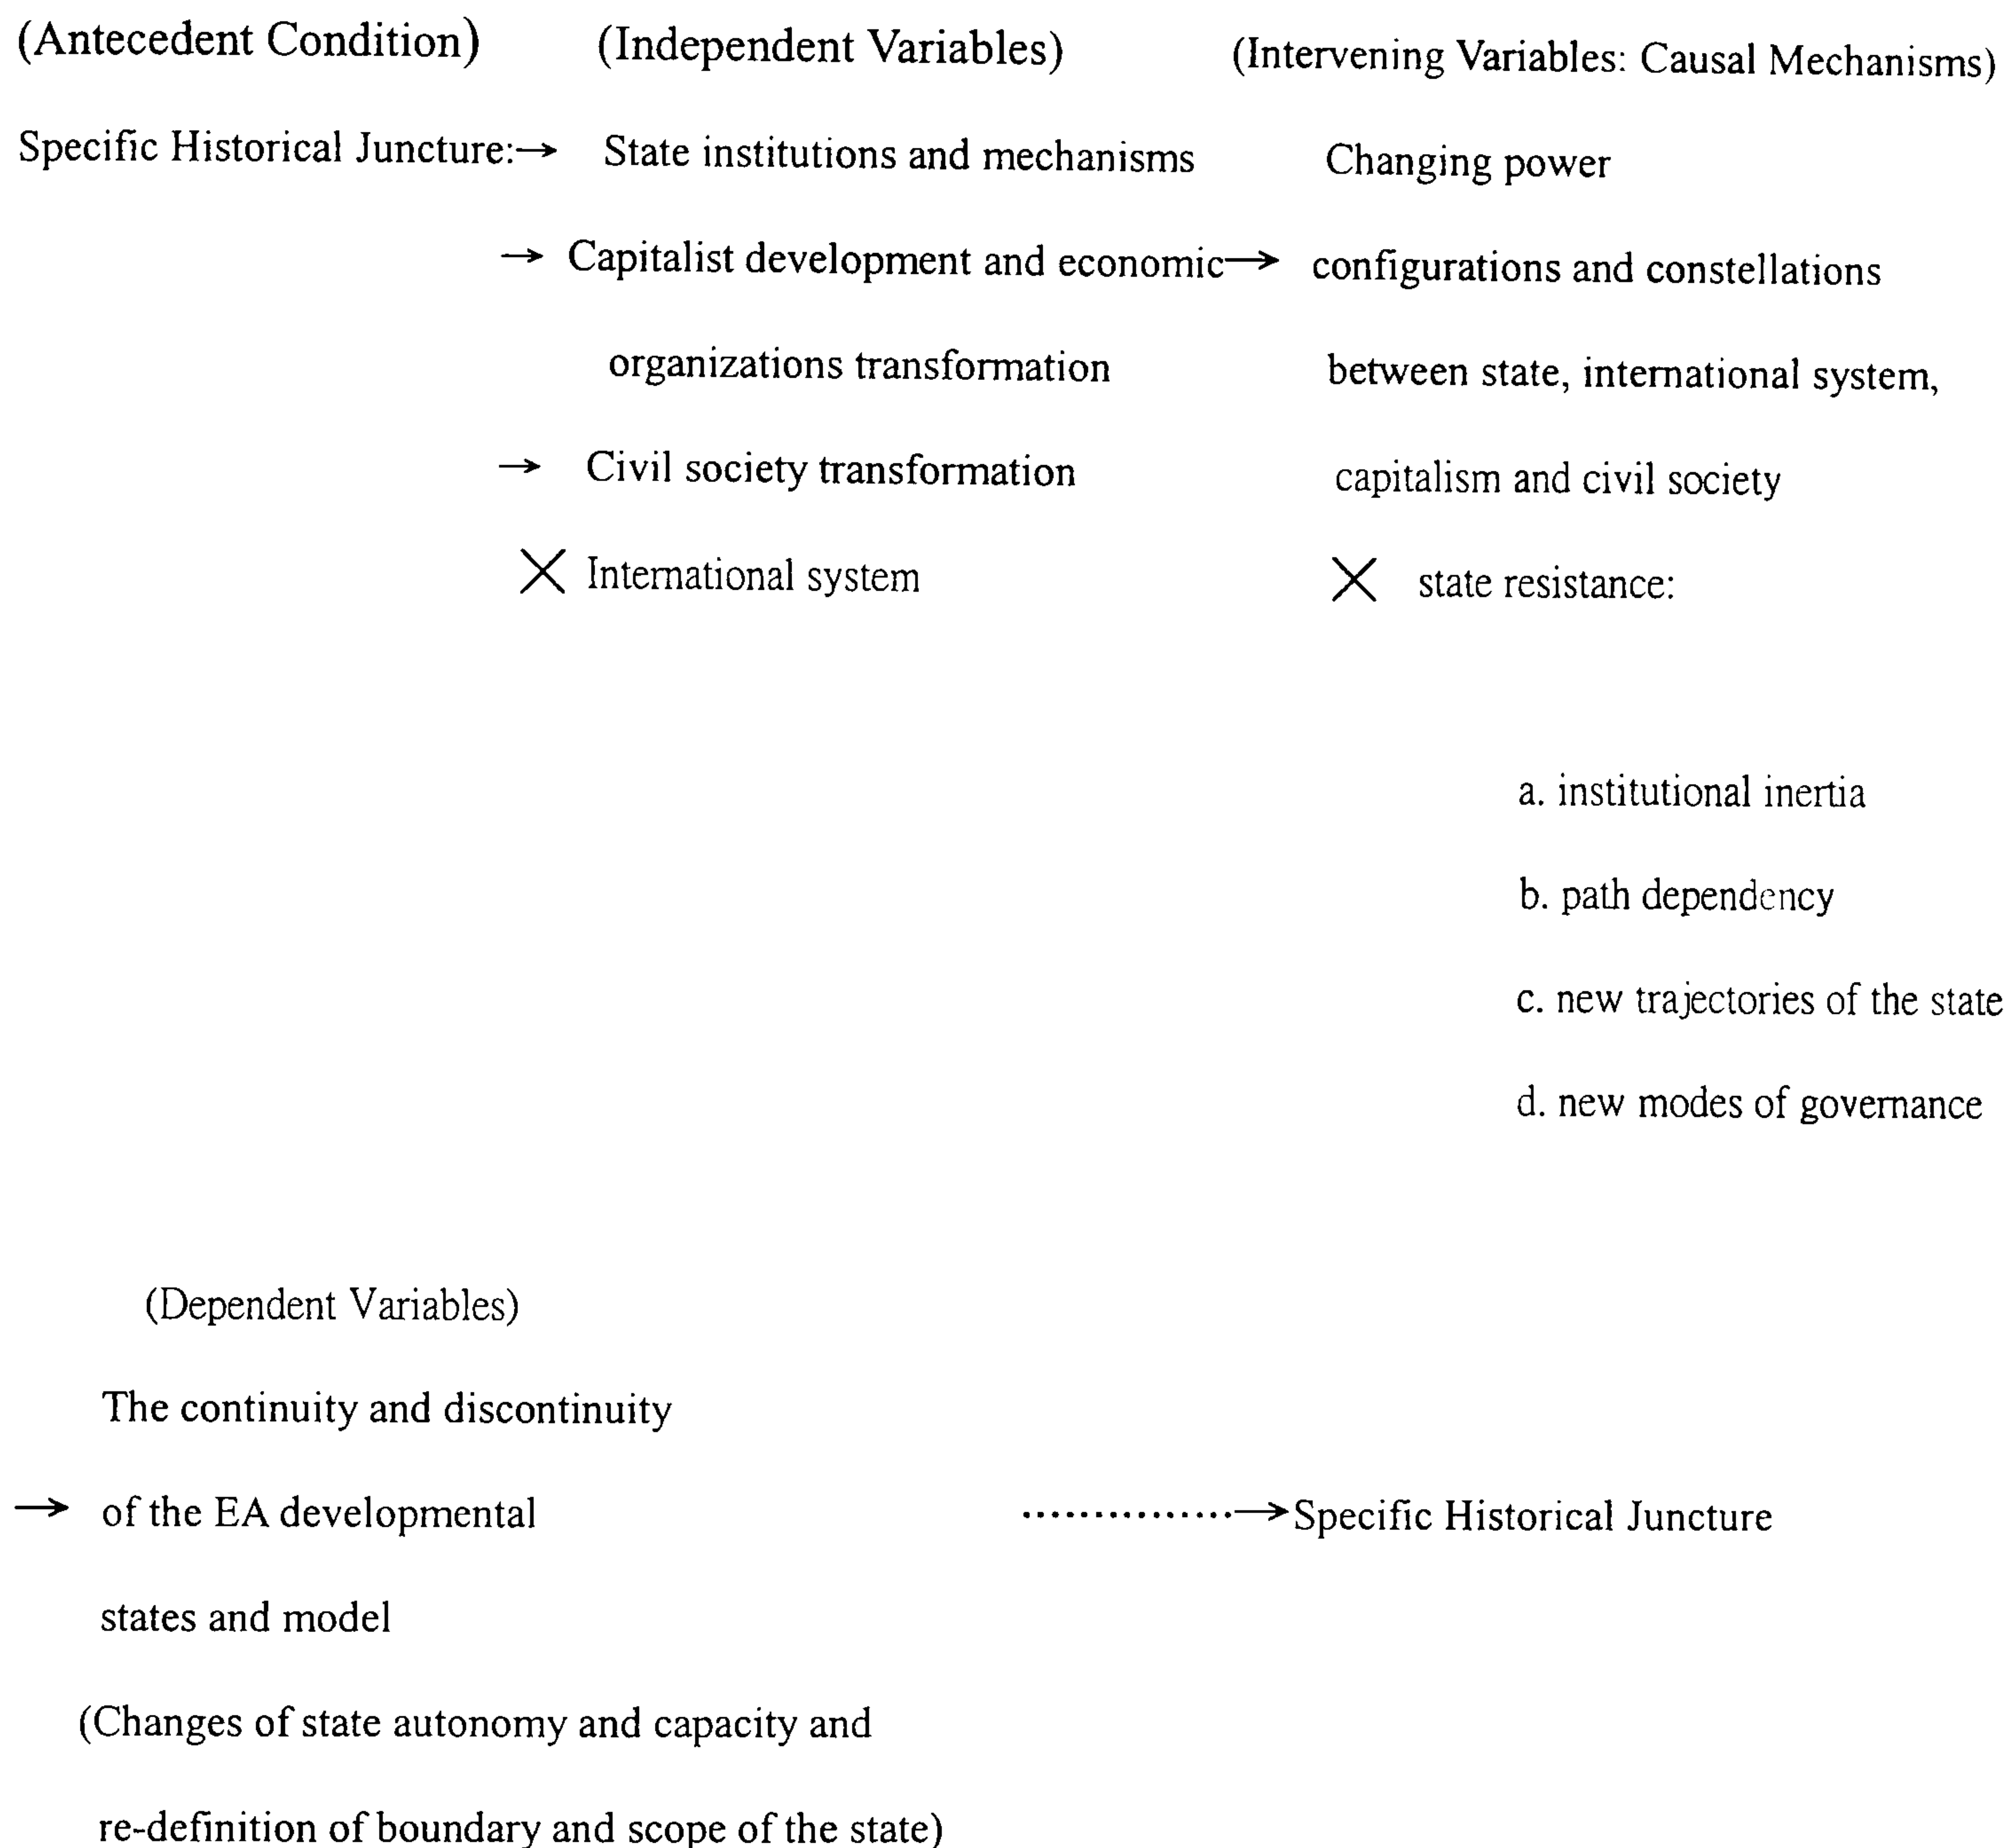 (Antecedent Condition) (Independent Variables) (Intervening Variables: Causal Mechanisms)
Specific Historical Juncture:→ State institutions and mechanisms Changing power
→ Capitalist development and economic→ configurations and constellations
organizations transformation between state, international system,
→ Civil society transformation capitalism and civil society
╳ International system ╳ state resistance:
a. institutional inertia
b. path dependency
c. new trajectories of the state
d. new modes of governance
(Dependent Variables)
The continuity and discontinuity
→ of the EA developmental ...............→Specific Historical Juncture
states and model
(Changes of state autonomy and capacity and
re-definition of boundary and scope of the state)